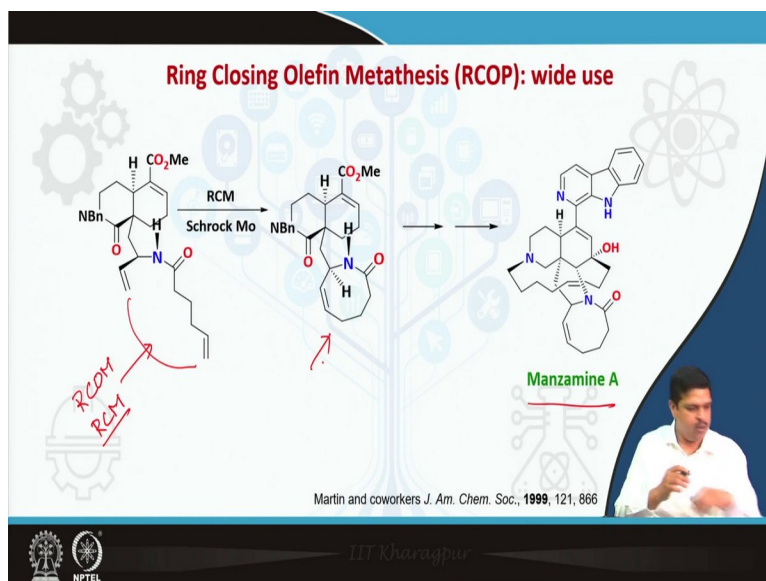 Ring Closing Olefin Metathesis (RCOP): wide use
H
CO2Me
NBn
O
H
N
O
RCM
Schrock Mo
H
CO2Me
NBn
O
H
N
O
H
N
N
H
H
N
OH
N
O
Manzamine A
RCOM
RCM
Martin and coworkers J. Am. Chem. Soc., 1999, 121, 866
IIT Kharagpur
NPTEL